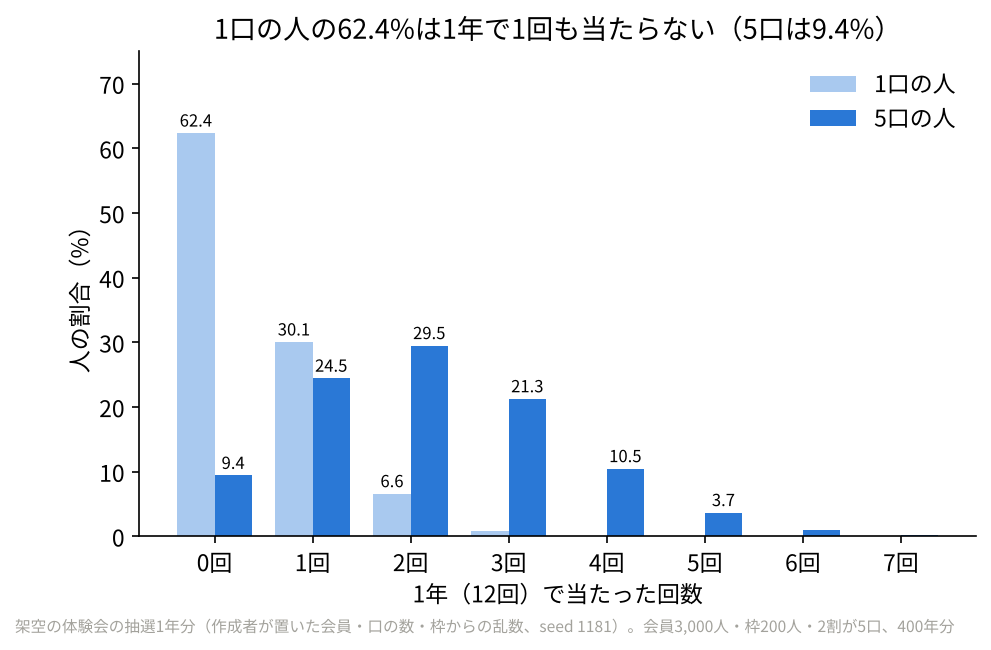 1口の人の62.4%は1年で1回も当たらない（5口は9.4%）
1口の人
5口の人
人の割合（%）
70
60
50
40
30
20
10
0
62.4
9.4
30.1
24.5
6.6
29.5
21.3
10.5
3.7
0回
1回
2回
3回
4回
5回
6回
7回
1年（12回）で当たった回数
架空の体験会の抽選1年分（作成者が置いた会員・口の数・枠からの乱数、seed 1181）。会員3,000人・枠200人・2割が5口、400年分